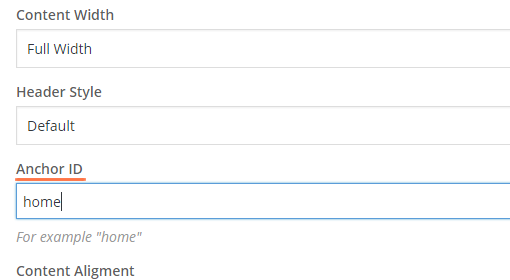 Content Width
Full Width
Header Style
Default
Anchor ID
home
For example "home"
Content Aligment